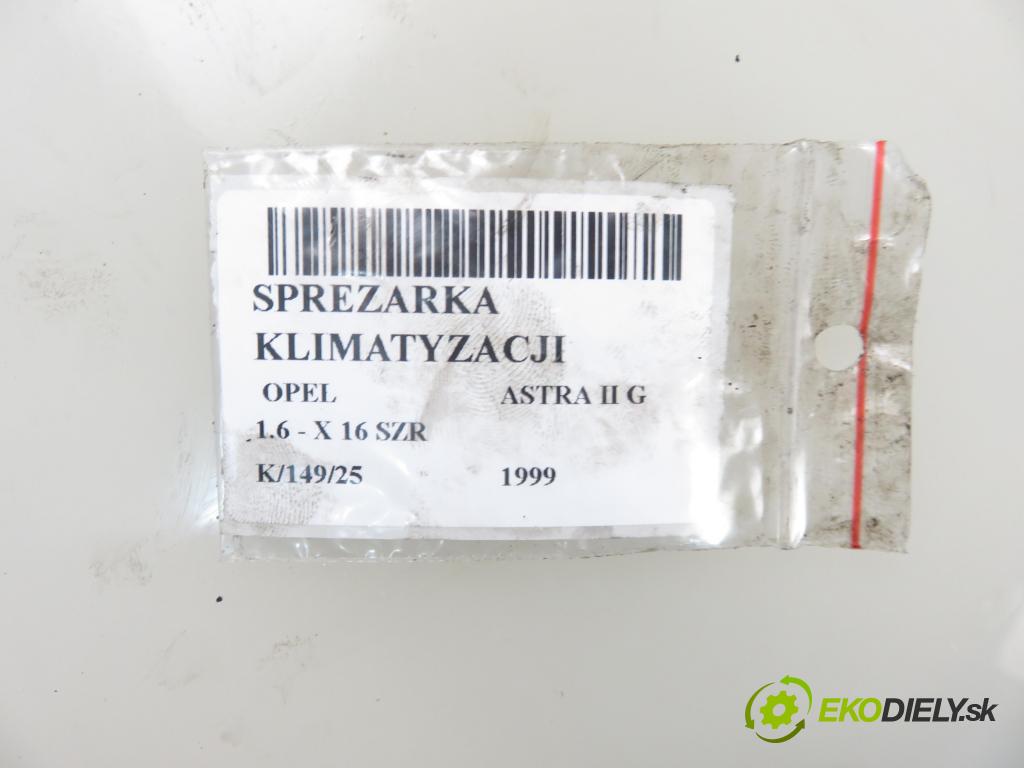 SPREZARKA
KLIMATYZACJI
OPEL ASTRA II G
1.6 - X 16 SZR
K/149/25 1999
EKODIELY.sk